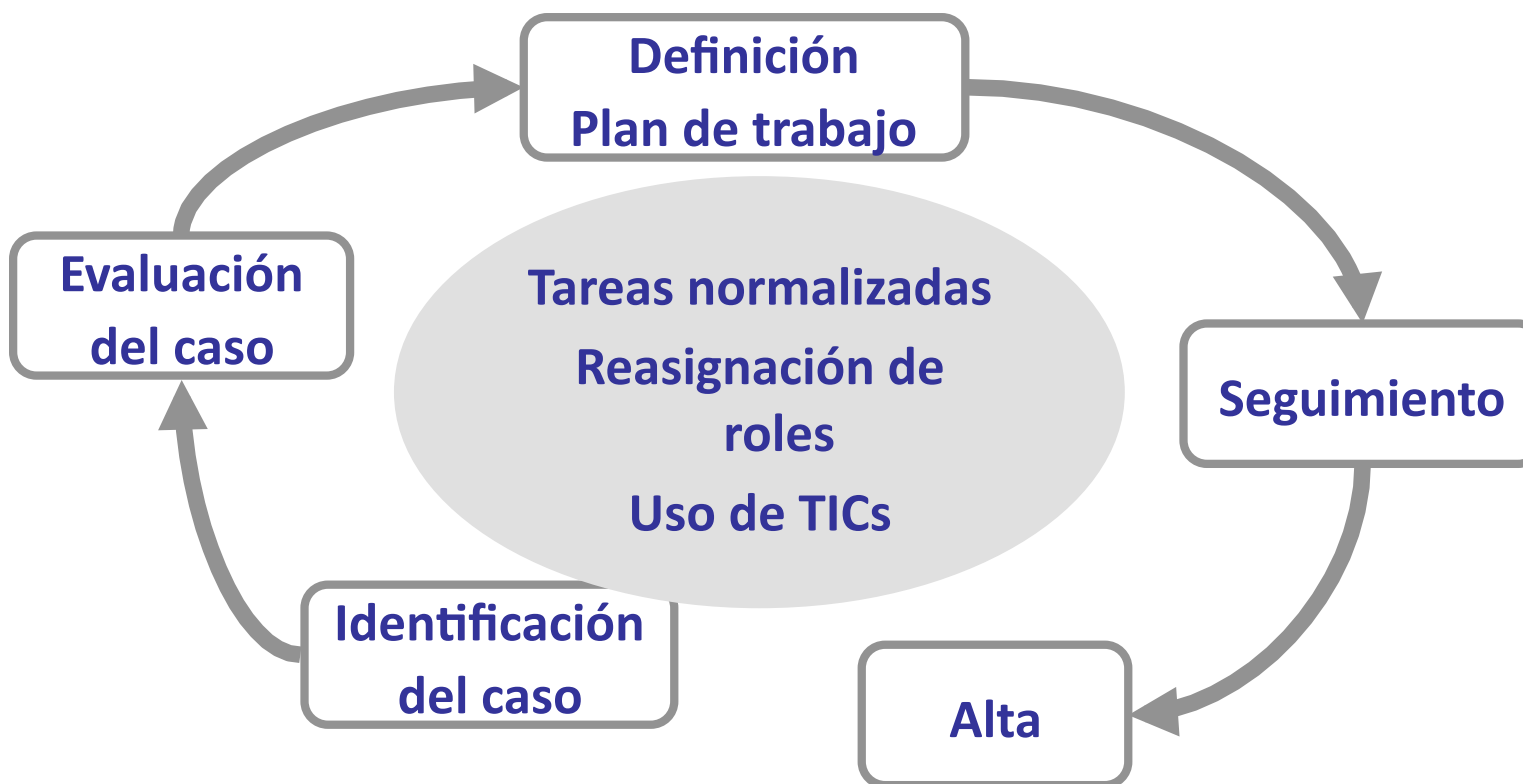 Definición
Plan de trabajo
Evaluación
del caso
Tareas normalizadas
Reasignación de
roles
Uso de TICs
Seguimiento
Identificación
del caso
Alta